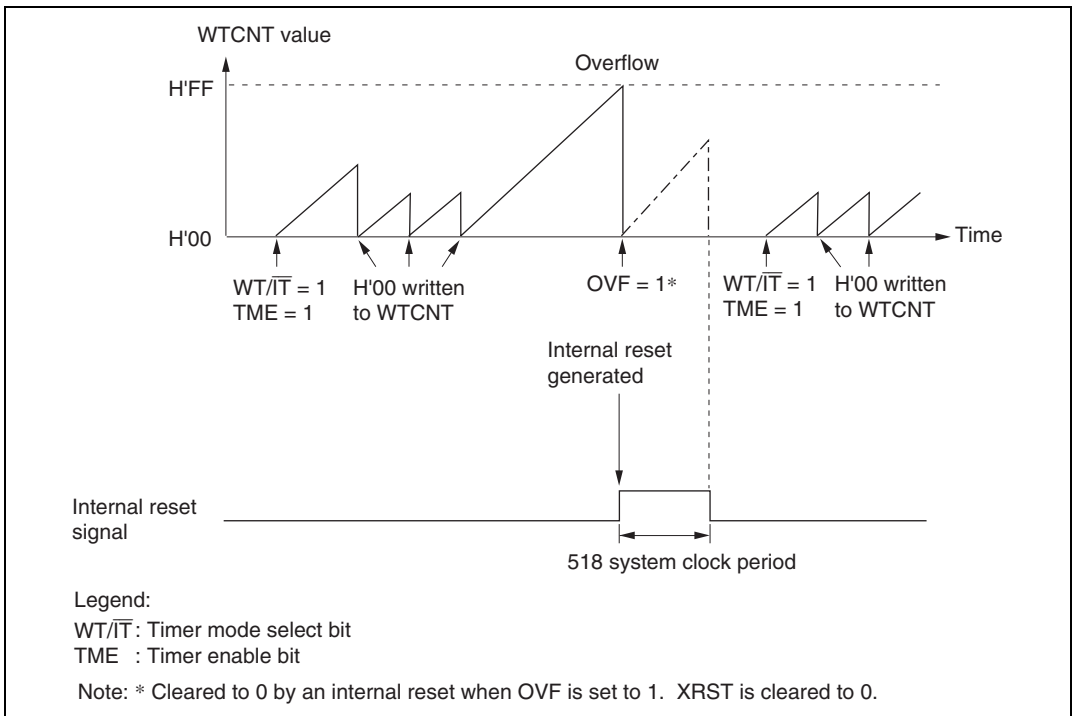 WTCNT value
Overflow
H'FF
H'00
Time
WT/I̅T̅ = 1
TME = 1
H'00 written
to WTCNT
OVF = 1*
WT/I̅T̅ = 1
TME = 1
H'00 written
to WTCNT
Internal reset
generated
Internal reset
signal
518 system clock period
Legend:
WT/I̅T̅ : Timer mode select bit
TME : Timer enable bit
Note: * Cleared to 0 by an internal reset when OVF is set to 1. XRST is cleared to 0.